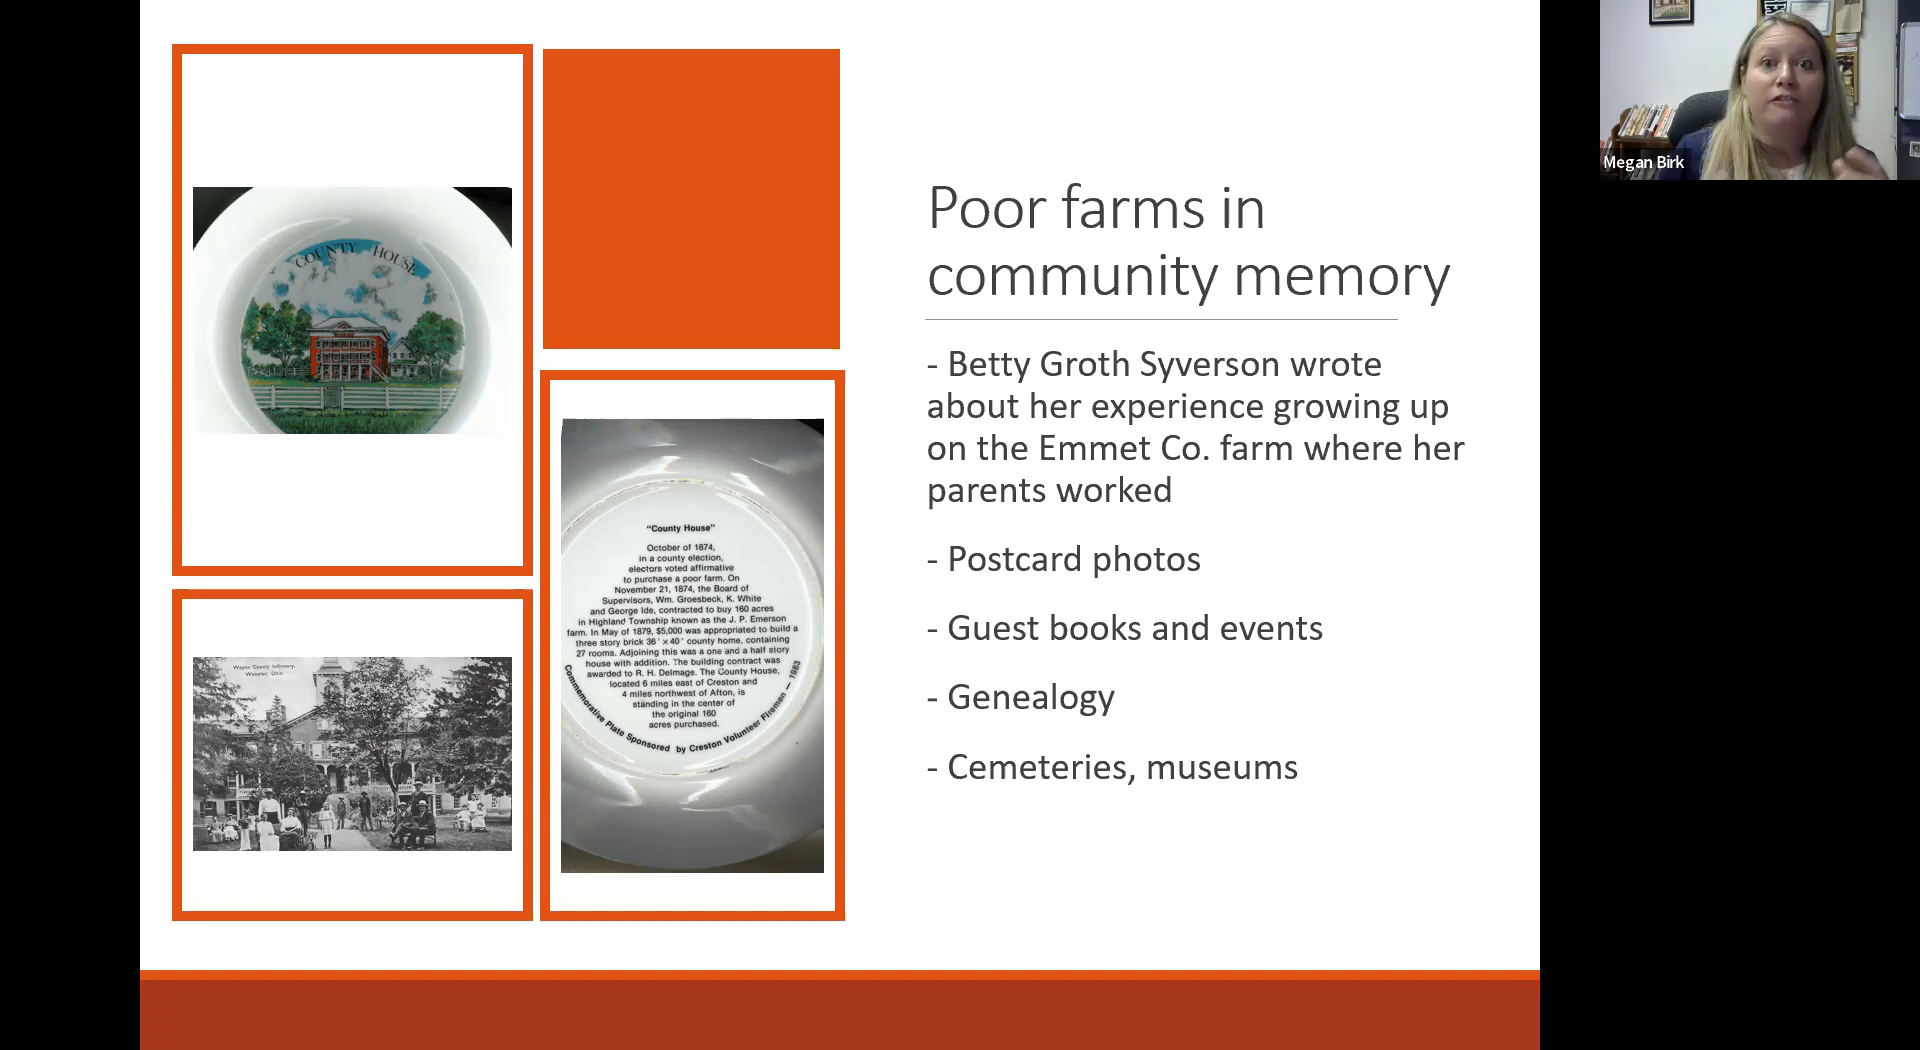 COUNTY HOUSE
Wayne County Infirmary,
Wooster, Ohio
"County House"
October of 1874,
in a county election,
electors voted affirmative
to purchase a poor farm. On
November 21, 1874, the Board of
Supervisors, Wm. Groesbeck, K. White
and George Ide, contracted to buy 160 acres
in Highland Township known as the J. P. Emerson
farm. In May of 1879, $5,000 was appropriated to build a
three story brick 36' x 40' county home, containing
27 rooms. Adjoining this was a one and a half story
house with addition. The building contract was
awarded to R. H. Delmage. The County House,
located 6 miles east of Creston and
4 miles northwest of Afton, is
standing in the center of
the original 160
acres purchased.
Commemorative Plate Sponsored by Creston Volunteer Firemen — 1983
Poor farms in
community memory
- Betty Groth Syverson wrote
about her experience growing up
on the Emmet Co. farm where her
parents worked
- Postcard photos
- Guest books and events
- Genealogy
- Cemeteries, museums
Megan Birk